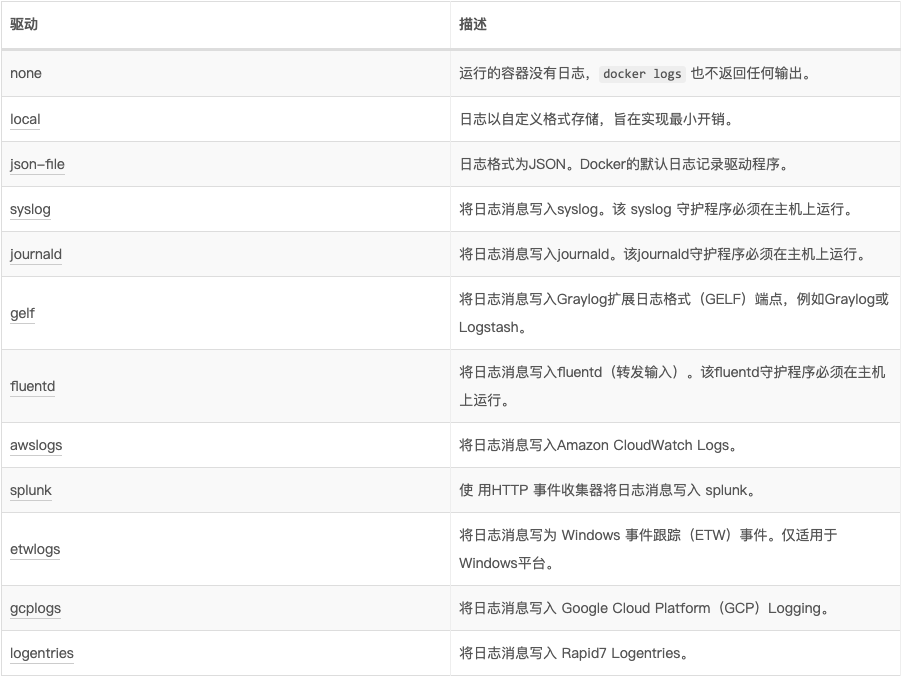 驱动 描述
none 运行的容器没有日志，docker logs 也不返回任何输出。
local 日志以自定义格式存储，旨在实现最小开销。
json-file 日志格式为JSON。Docker的默认日志记录驱动程序。
syslog 将日志消息写入syslog。该 syslog 守护程序必须在主机上运行。
journald 将日志消息写入journald。该journald守护程序必须在主机上运行。
gelf 将日志消息写入Graylog扩展日志格式（GELF）端点，例如Graylog或
Logstash。
fluentd 将日志消息写入fluentd（转发输入）。该fluentd守护程序必须在主机
上运行。
awslogs 将日志消息写入Amazon CloudWatch Logs。
splunk 使 用HTTP 事件收集器将日志消息写入 splunk。
etwlogs 将日志消息写为 Windows 事件跟踪（ETW）事件。仅适用于
Windows平台。
gcplogs 将日志消息写入 Google Cloud Platform（GCP）Logging。
logentries 将日志消息写入 Rapid7 Logentries。